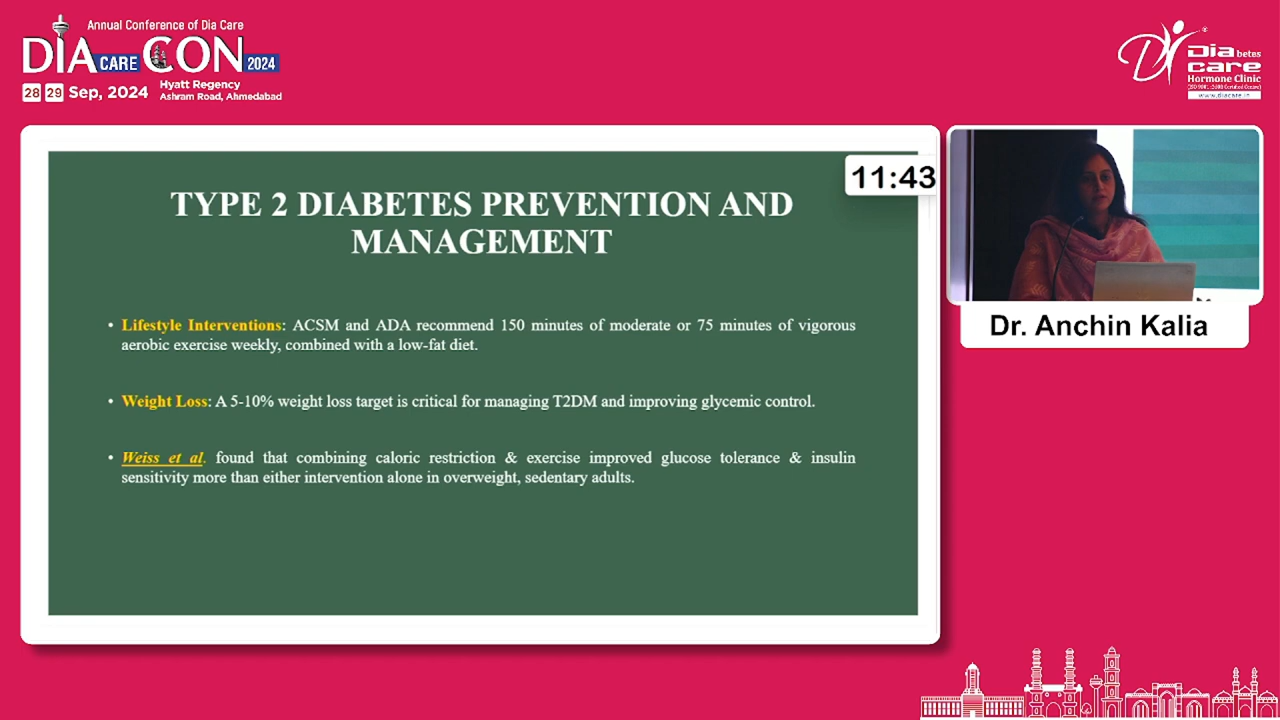 Annual Conference of Dia Care
DIA CARE CON 2024
28 29 Sep, 2024
Hyatt Regency
Ashram Road, Ahmedabad
Diabetes
care
Hormone Clinic
www.diacare.in
11:43
TYPE 2 DIABETES PREVENTION AND
MANAGEMENT
• Lifestyle Interventions: ACSM and ADA recommend 150 minutes of moderate or 75 minutes of vigorous
aerobic exercise weekly, combined with a low-fat diet.
• Weight Loss: A 5-10% weight loss target is critical for managing T2DM and improving glycemic control.
• Weiss et al. found that combining caloric restriction & exercise improved glucose tolerance & insulin
sensitivity more than either intervention alone in overweight, sedentary adults.
Dr. Anchin Kalia